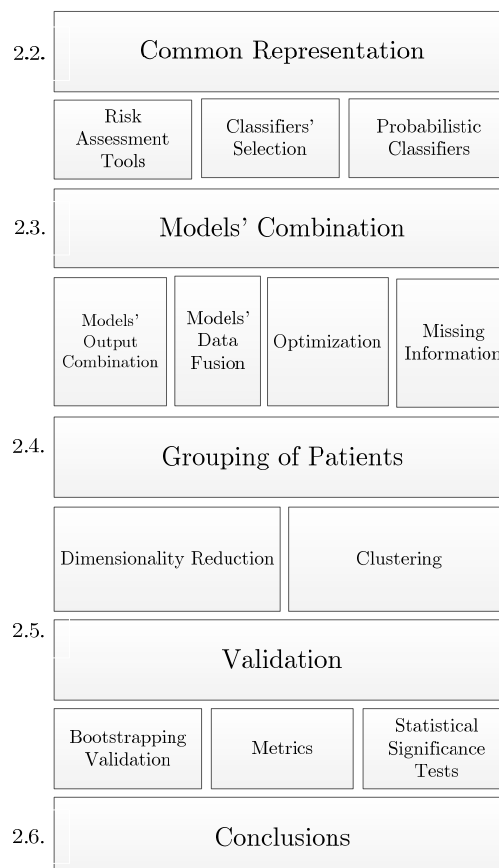 2.2.
Common Representation
Risk
Assessment
Tools
Classifiers'
Selection
Probabilistic
Classifiers
2.3.
Models' Combination
Models'
Output
Combination
Models'
Data
Fusion
Optimization
Missing
Information
2.4.
Grouping of Patients
Dimensionality Reduction
Clustering
2.5.
Validation
Bootstrapping
Validation
Metrics
Statistical
Significance
Tests
2.6.
Conclusions